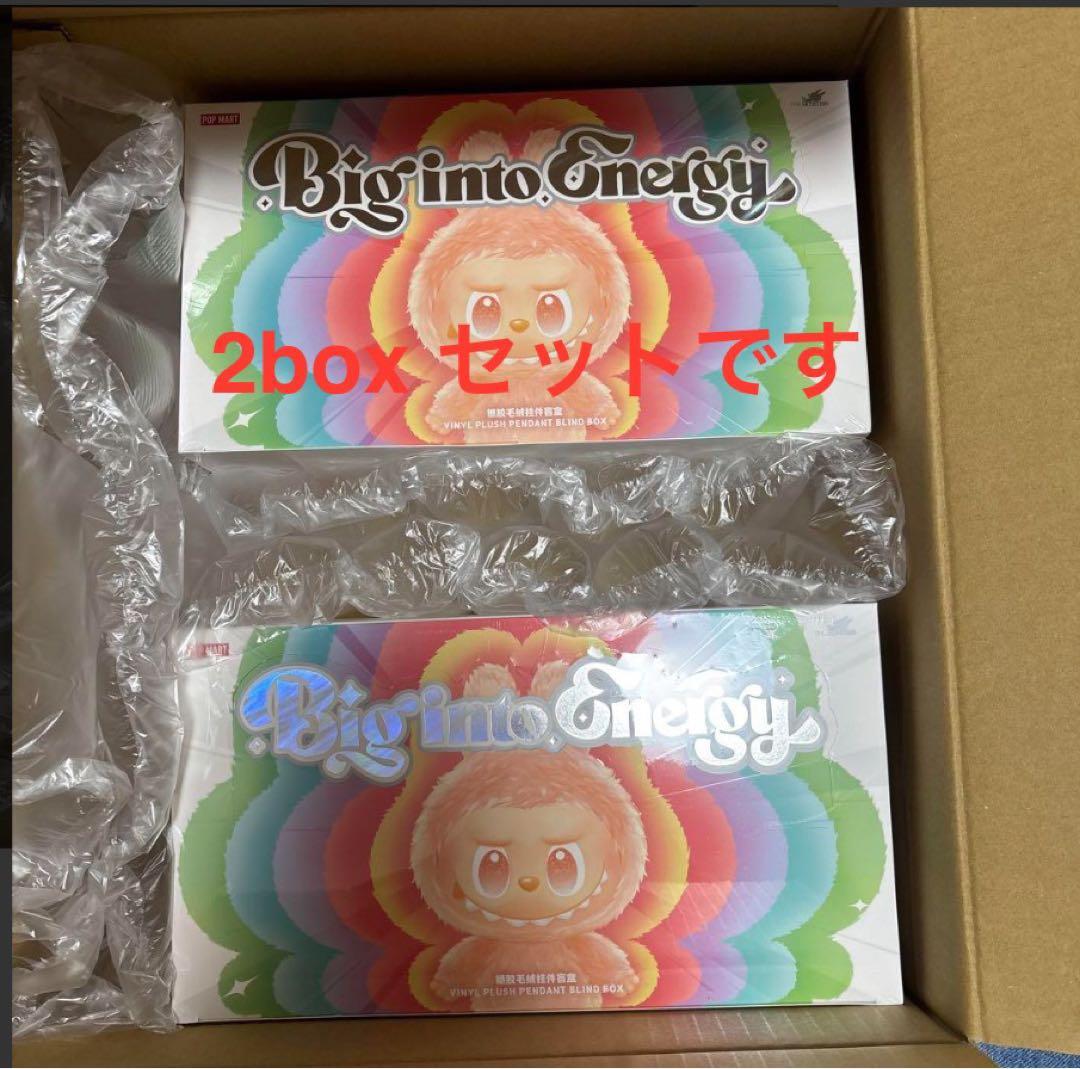 POP MART
Big into Energy
2box セットです
塑胶毛绒挂件盲盒
VINYL PLUSH PENDANT BLIND BOX
POP MART
Big into Energy
塑胶毛绒挂件盲盒
VINYL PLUSH PENDANT BLIND BOX